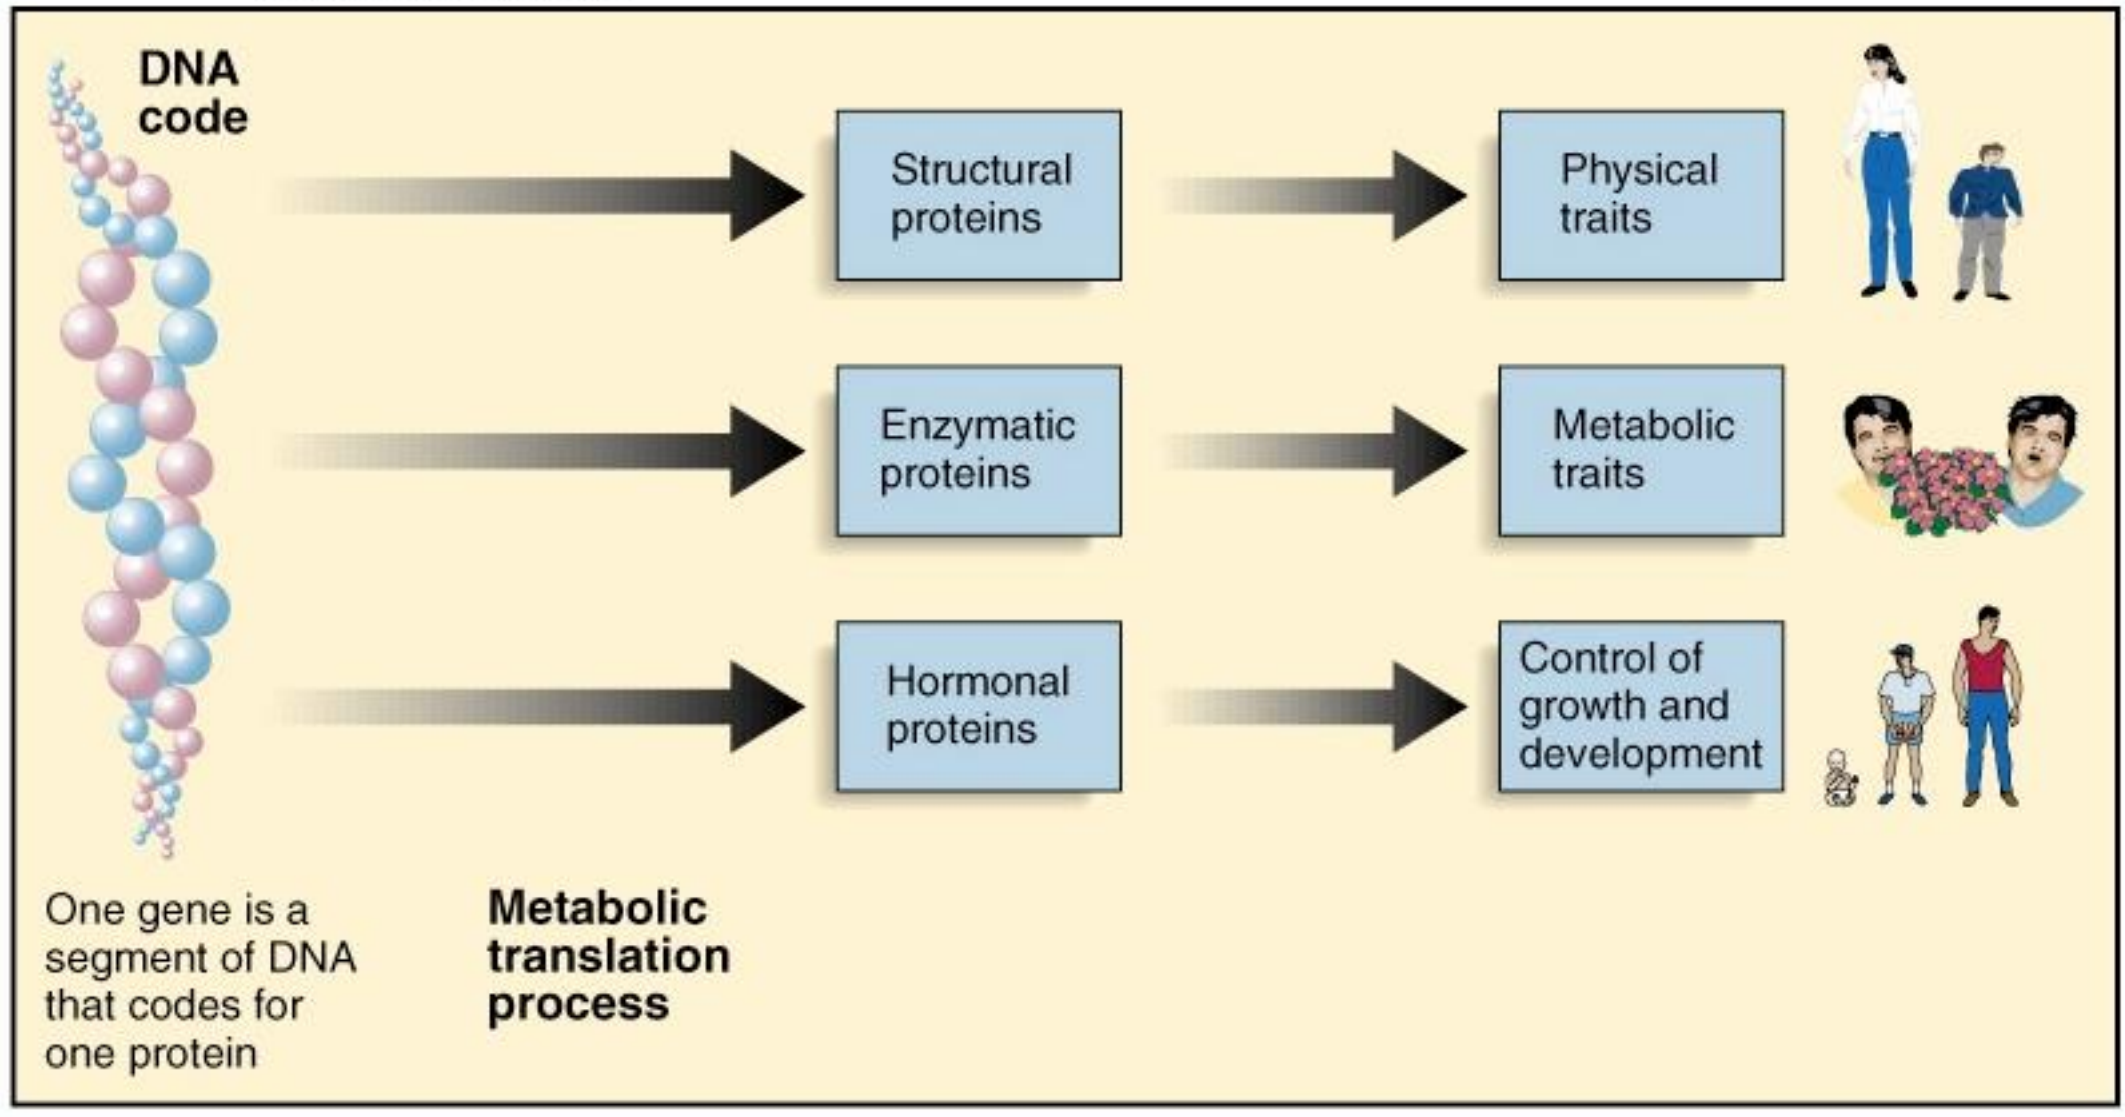 DNA
code
Structural
proteins
Physical
traits
Enzymatic
proteins
Metabolic
traits
Hormonal
proteins
Control of
growth and
development
One gene is a
segment of DNA
that codes for
one protein
Metabolic
translation
process